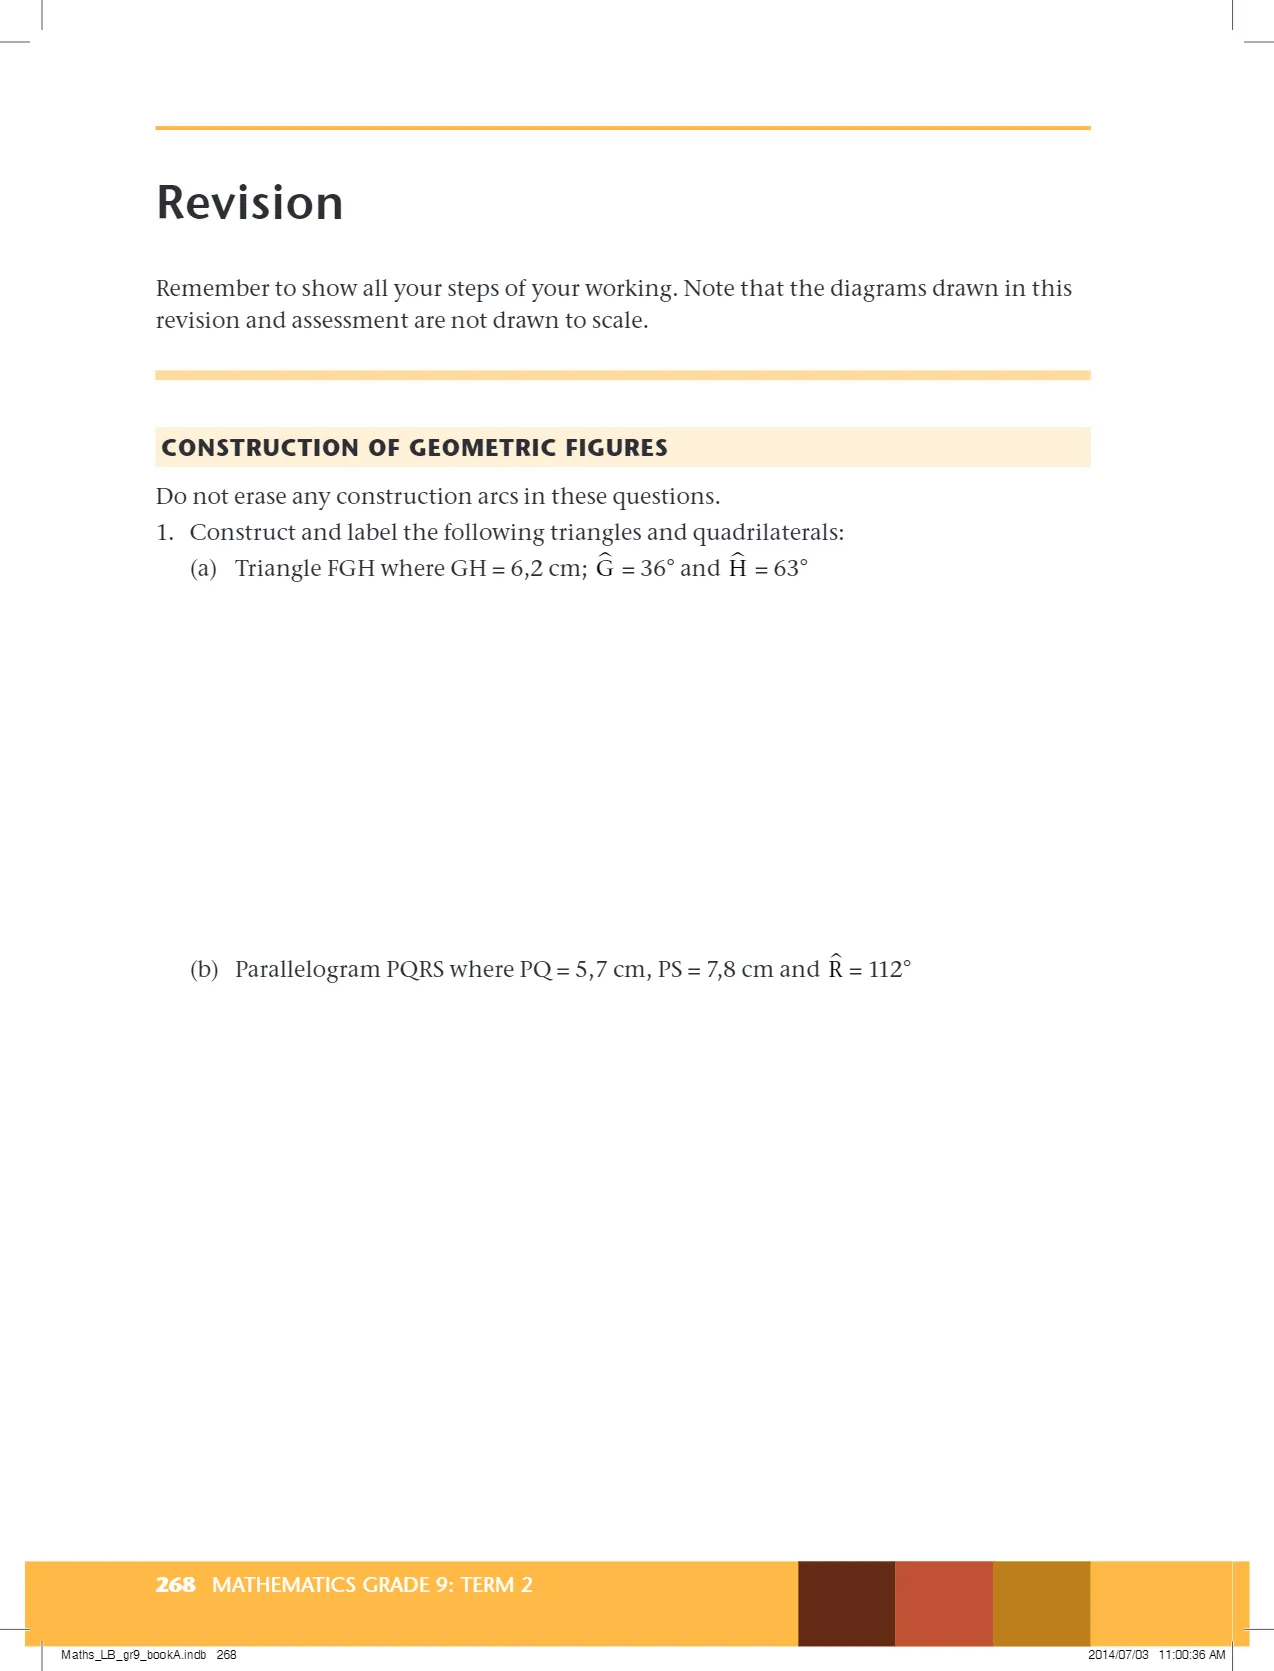 Revision
Remember to show all your steps of your working. Note that the diagrams drawn in this
revision and assessment are not drawn to scale.
CONSTRUCTION OF GEOMETRIC FIGURES
Do not erase any construction arcs in these questions.
1. Construct and label the following triangles and quadrilaterals:
(a) Triangle FGH where GH = 6,2 cm; Ĝ = 36° and Ĥ = 63°
(b) Parallelogram PQRS where PQ = 5,7 cm, PS = 7,8 cm and R̂ = 112°
268 MATHEMATICS GRADE 9: TERM 2
Maths_LB_gr9_bookA.indb 268 2014/07/03 11:00:36 AM